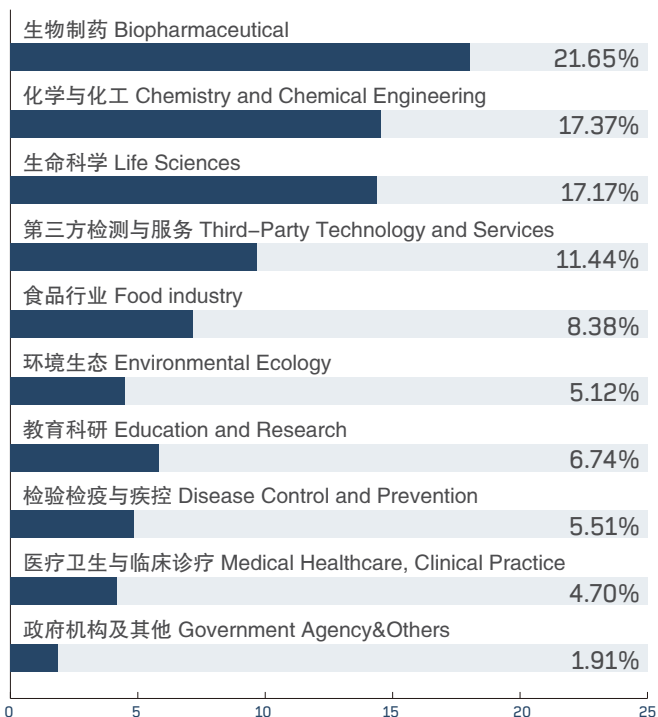 生物制药 Biopharmaceutical
21.65%
化学与化工 Chemistry and Chemical Engineering
17.37%
生命科学 Life Sciences
17.17%
第三方检测与服务 Third-Party Technology and Services
11.44%
食品行业 Food industry
8.38%
环境生态 Environmental Ecology
5.12%
教育科研 Education and Research
6.74%
检验检疫与疾控 Disease Control and Prevention
5.51%
医疗卫生与临床诊疗 Medical Healthcare, Clinical Practice
4.70%
政府机构及其他 Government Agency&Others
1.91%
0 5 10 15 20 25